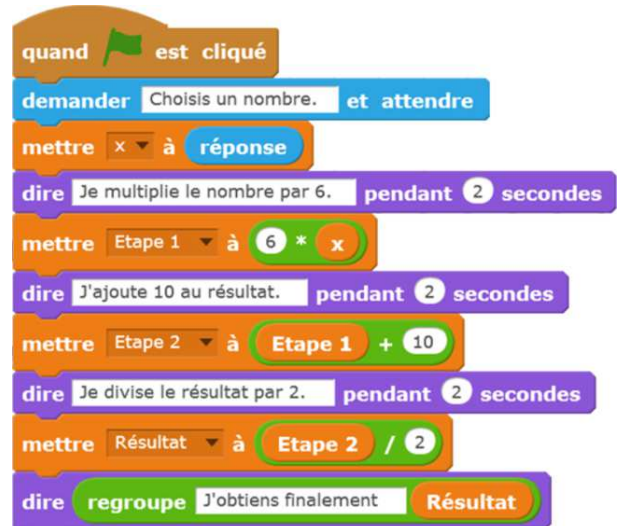 quand est cliqué
demander Choisis un nombre. et attendre
mettre x à réponse
dire Je multiplie le nombre par 6. pendant 2 secondes
mettre Etape 1 à 6 * x
dire J'ajoute 10 au résultat. pendant 2 secondes
mettre Etape 2 à Etape 1 + 10
dire Je divise le résultat par 2. pendant 2 secondes
mettre Résultat à Etape 2 / 2
dire regroupe J'obtiens finalement Résultat